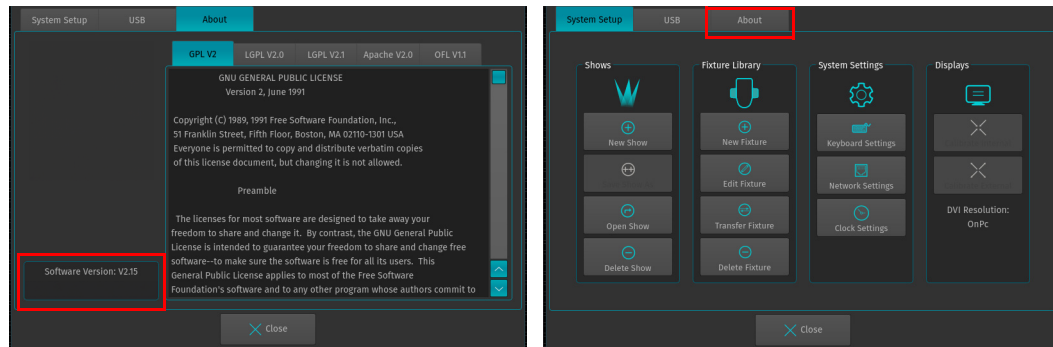 System Setup USB About
GPL V2 LGPL V2.0 LGPL V2.1 Apache V2.0 OFL V1.1
GNU GENERAL PUBLIC LICENSE
Version 2, June 1991
Copyright (C) 1989, 1991 Free Software Foundation, Inc.,
51 Franklin Street, Fifth Floor, Boston, MA 02110-1301 USA
Everyone is permitted to copy and distribute verbatim copies
of this license document, but changing it is not allowed.
Preamble
The licenses for most software are designed to take away your
freedom to share and change it. By contrast, the GNU General Public
License is intended to guarantee your freedom to share and change free
software--to make sure the software is free for all its users. This
General Public License applies to most of the Free Software
Foundation's software and to any other program whose authors commit to
Software Version: V2.15
Close
System Setup USB About
Shows
New Show
Open Show
Delete Show
Fixture Library
New Fixture
Edit Fixture
Transfer Fixture
Delete Fixture
System Settings
Keyboard Settings
Network Settings
Clock Settings
Displays
DVI Resolution:
OnPc
Close